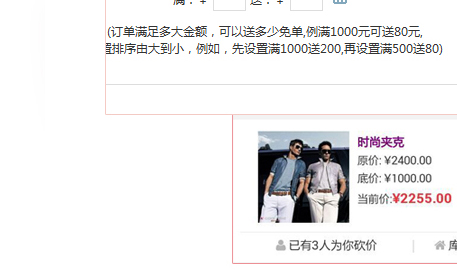 满：+ 送：+
(订单满足多大金额，可以送多少免单,例满1000元可送80元,
置排序由大到小，例如，先设置满1000送200,再设置满500送80)
时尚夹克
原价: ¥2400.00
底价: ¥1000.00
当前价:¥2255.00
已有3人为你砍价